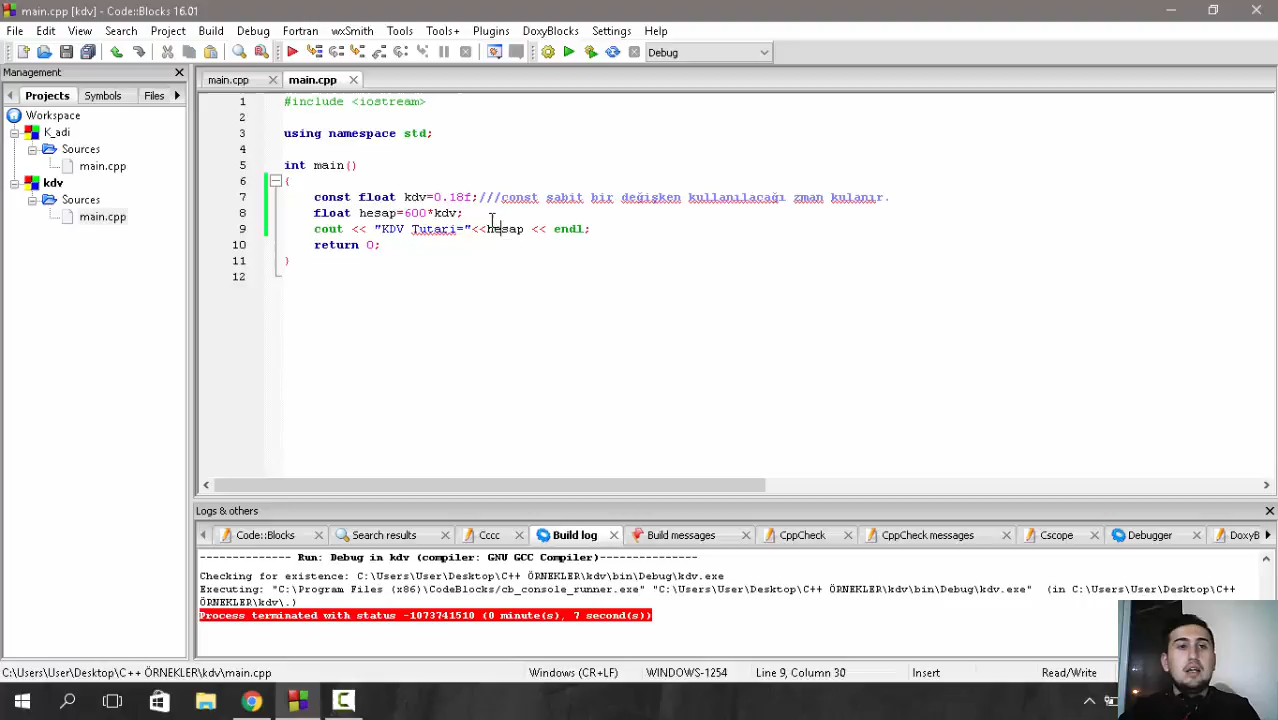 main.cpp [kdv] - Code::Blocks 16.01
File Edit View Search Project Build Debug Fortran wxSmith Tools Tools+ Plugins DoxyBlocks Settings Help
Debug
Management
Projects Symbols Files
main.cpp main.cpp
Workspace
K_adi
Sources
main.cpp
kdv
Sources
main.cpp
1 #include <iostream>
2
3 using namespace std;
4
5 int main()
6 {
7 const float kdv=0.18f;///const sabit bir değişken kullanılacağı zman kulanır.
8 float hesap=600*kdv;
9 cout << "KDV Tutari="<<hesap << endl;
10 return 0;
11 }
12
Logs & others
Code::Blocks Search results Cccc Build log Build messages CppCheck CppCheck messages Cscope Debugger DoxyB
-------------- Run: Debug in kdv (compiler: GNU GCC Compiler)---------------
Checking for existence: C:\Users\User\Desktop\C++ ÖRNEKLER\kdv\bin\Debug\kdv.exe
Executing: "C:\Program Files (x86)\CodeBlocks/cb_console_runner.exe" "C:\Users\User\Desktop\C++ ÖRNEKLER\kdv\bin\Debug\kdv.exe" (in C:\Users\User\Desktop\C++
ÖRNEKLER\kdv\.)
Process terminated with status -1073741510 (0 minute(s), 7 second(s))
C:\Users\User\Desktop\C++ ÖRNEKLER\kdv\main.cpp Windows (CR+LF) WINDOWS-1254 Line 9, Column 30 Insert Read/Write